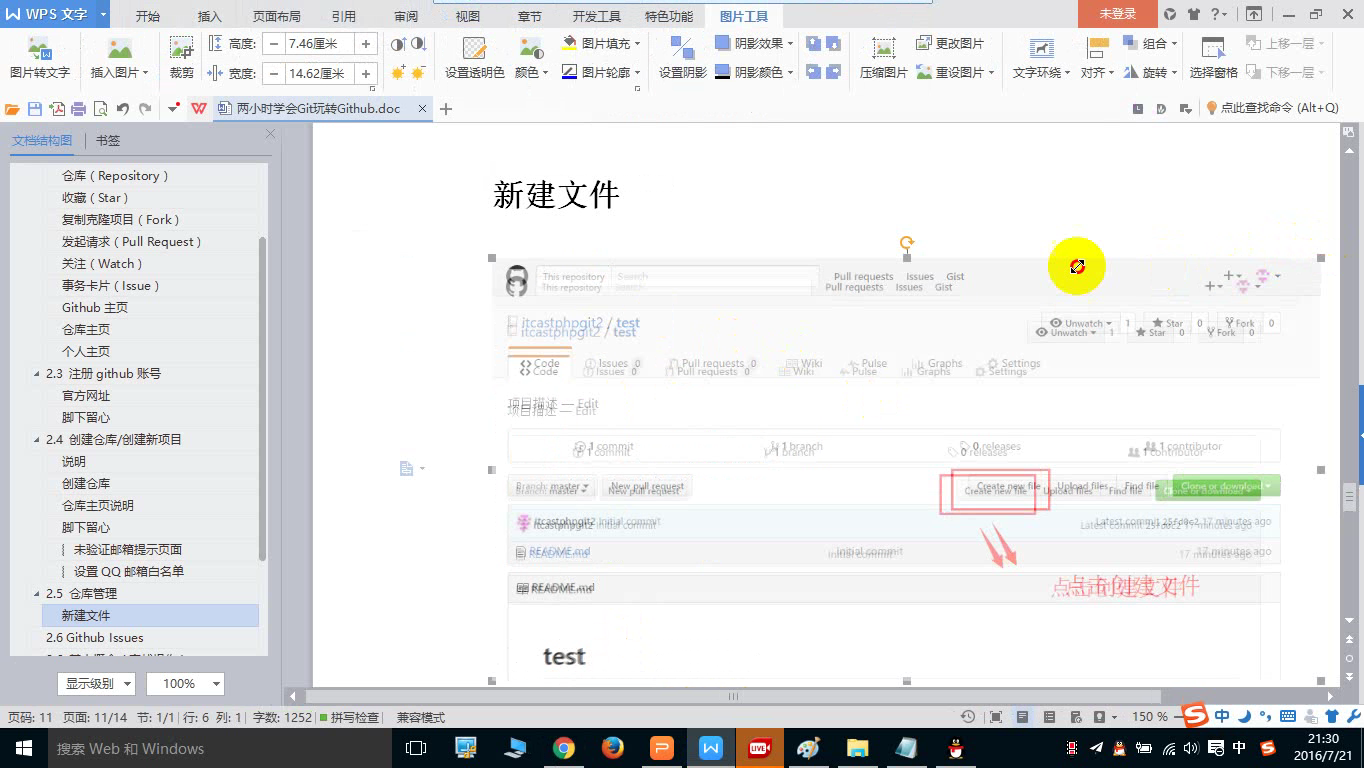 WPS 文字 开始 插入 页面布局 引用 审阅 视图 章节 开发工具 特色功能 图片工具 未登录
高度: 7.46厘米 图片填充 阴影效果 更改图片 组合 上移一层
图片转文字 插入图片 裁剪 宽度: 14.62厘米 设置透明色 颜色 图片轮廓 设置阴影 阴影颜色 压缩图片 重设图片 文字环绕 对齐 旋转 选择窗格 下移一层
两小时学会Git玩转Github.doc 点此查找命令 (Alt+Q)
文档结构图 书签
仓库 ( Repository )
收藏 ( Star )
复制克隆项目 ( Fork )
发起请求 ( Pull Request )
关注 ( Watch )
事务卡片 ( Issue )
Github 主页
仓库主页
个人主页
2.3 注册 github 账号
官方网址
脚下留心
2.4 创建仓库/创建新项目
说明
创建仓库
仓库主页说明
脚下留心
未验证邮箱提示页面
设置 QQ 邮箱白名单
2.5 仓库管理
新建文件
2.6 Github Issues
显示级别 100%
新建文件
This repository Search Pull requests Issues Gist
itcastphpgit2 / test
Unwatch 1 Star 0 Fork 0
Code Issues 0 Pull requests 0 Wiki Pulse Graphs Settings
项目描述 — Edit
1 commit 1 branch 0 releases 1 contributor
Branch: master New pull request Create new file Upload files Find file Clone or download
itcastphpgit2 Initial commit Latest commit 25fd8c2 17 minutes ago
README.md Initial commit 17 minutes ago
点击创建文件
README.md
test
页码: 11 页面: 11/14 节: 1/1 行: 6 列: 1 字数: 1252 拼写检查 兼容模式 150 % 中
搜索 Web 和 Windows LIVE 中 21:30
2016/7/21